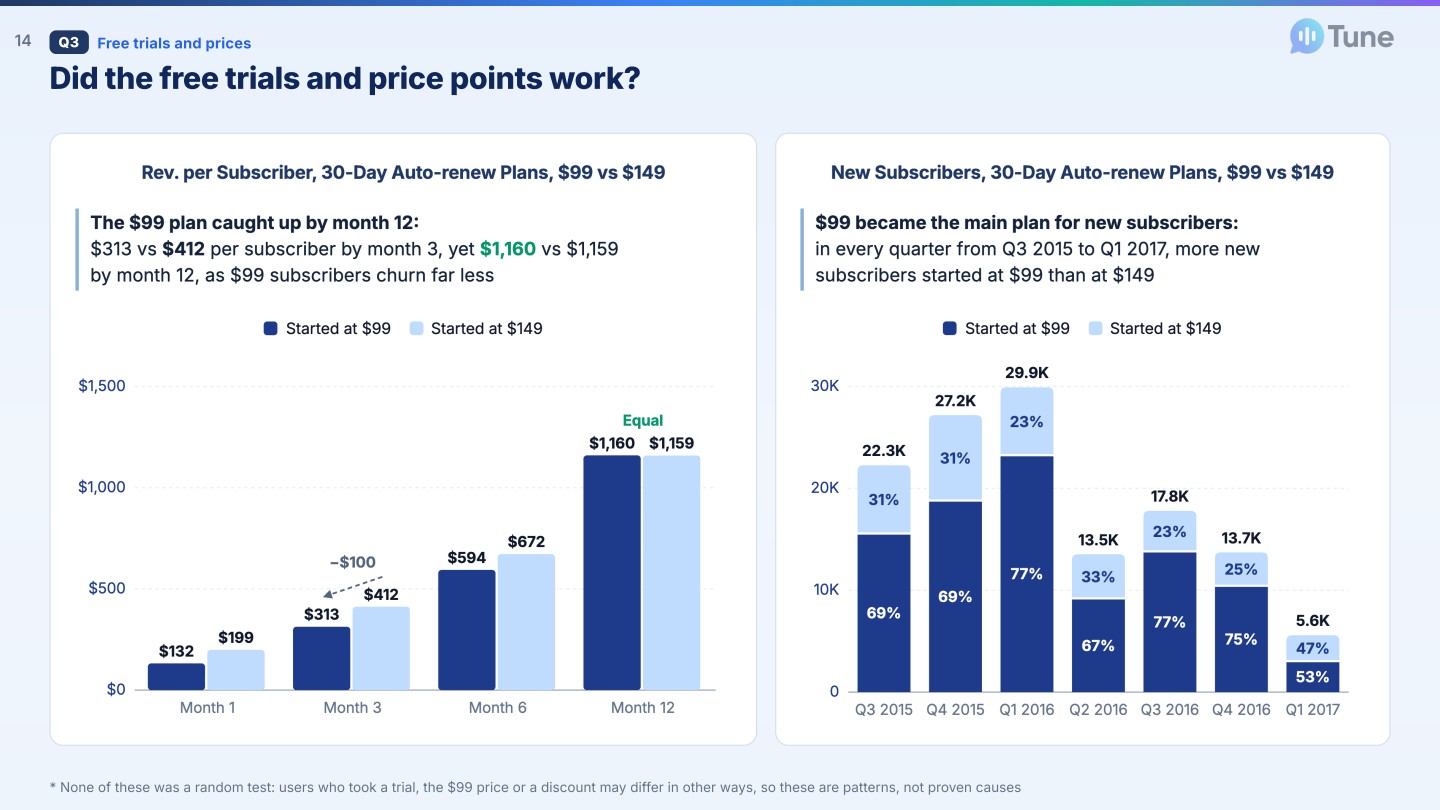 14
Q3
Free trials and prices
Tune
Did the free trials and price points work?
Rev. per Subscriber, 30-Day Auto-renew Plans, $99 vs $149
The $99 plan caught up by month 12:
$313 vs $412 per subscriber by month 3, yet $1,160 vs $1,159
by month 12, as $99 subscribers churn far less
Started at $99
Started at $149
$1,500
$1,000
$500
$0
$132
$199
−$100
$313
$412
$594
$672
Equal
$1,160
$1,159
Month 1
Month 3
Month 6
Month 12
New Subscribers, 30-Day Auto-renew Plans, $99 vs $149
$99 became the main plan for new subscribers:
in every quarter from Q3 2015 to Q1 2017, more new
subscribers started at $99 than at $149
Started at $99
Started at $149
30K
20K
10K
0
22.3K
31%
69%
27.2K
31%
69%
29.9K
23%
77%
13.5K
33%
67%
17.8K
23%
77%
13.7K
25%
75%
5.6K
47%
53%
Q3 2015
Q4 2015
Q1 2016
Q2 2016
Q3 2016
Q4 2016
Q1 2017
* None of these was a random test: users who took a trial, the $99 price or a discount may differ in other ways, so these are patterns, not proven causes